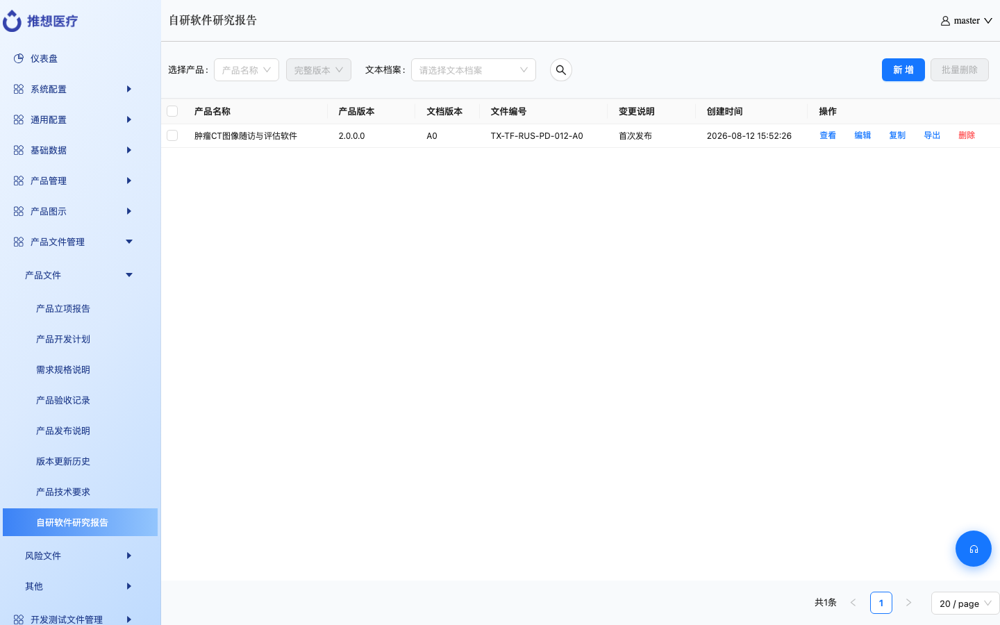 推想医疗
自研软件研究报告
master
仪表盘
系统配置
通用配置
基础数据
产品管理
产品图示
产品文件管理
产品文件
产品立项报告
产品开发计划
需求规格说明
产品验收记录
产品发布说明
版本更新历史
产品技术要求
自研软件研究报告
风险文件
其他
开发测试文件管理
选择产品: 产品名称 完整版本 文本档案: 请选择文本档案 新 增 批量删除
产品名称 产品版本 文档版本 文件编号 变更说明 创建时间 操作
肿瘤CT图像随访与评估软件 2.0.0.0 A0 TX-TF-RUS-PD-012-A0 首次发布 2026-08-12 15:52:26 查看 编辑 复制 导出 删除
共1条 1 20 / page